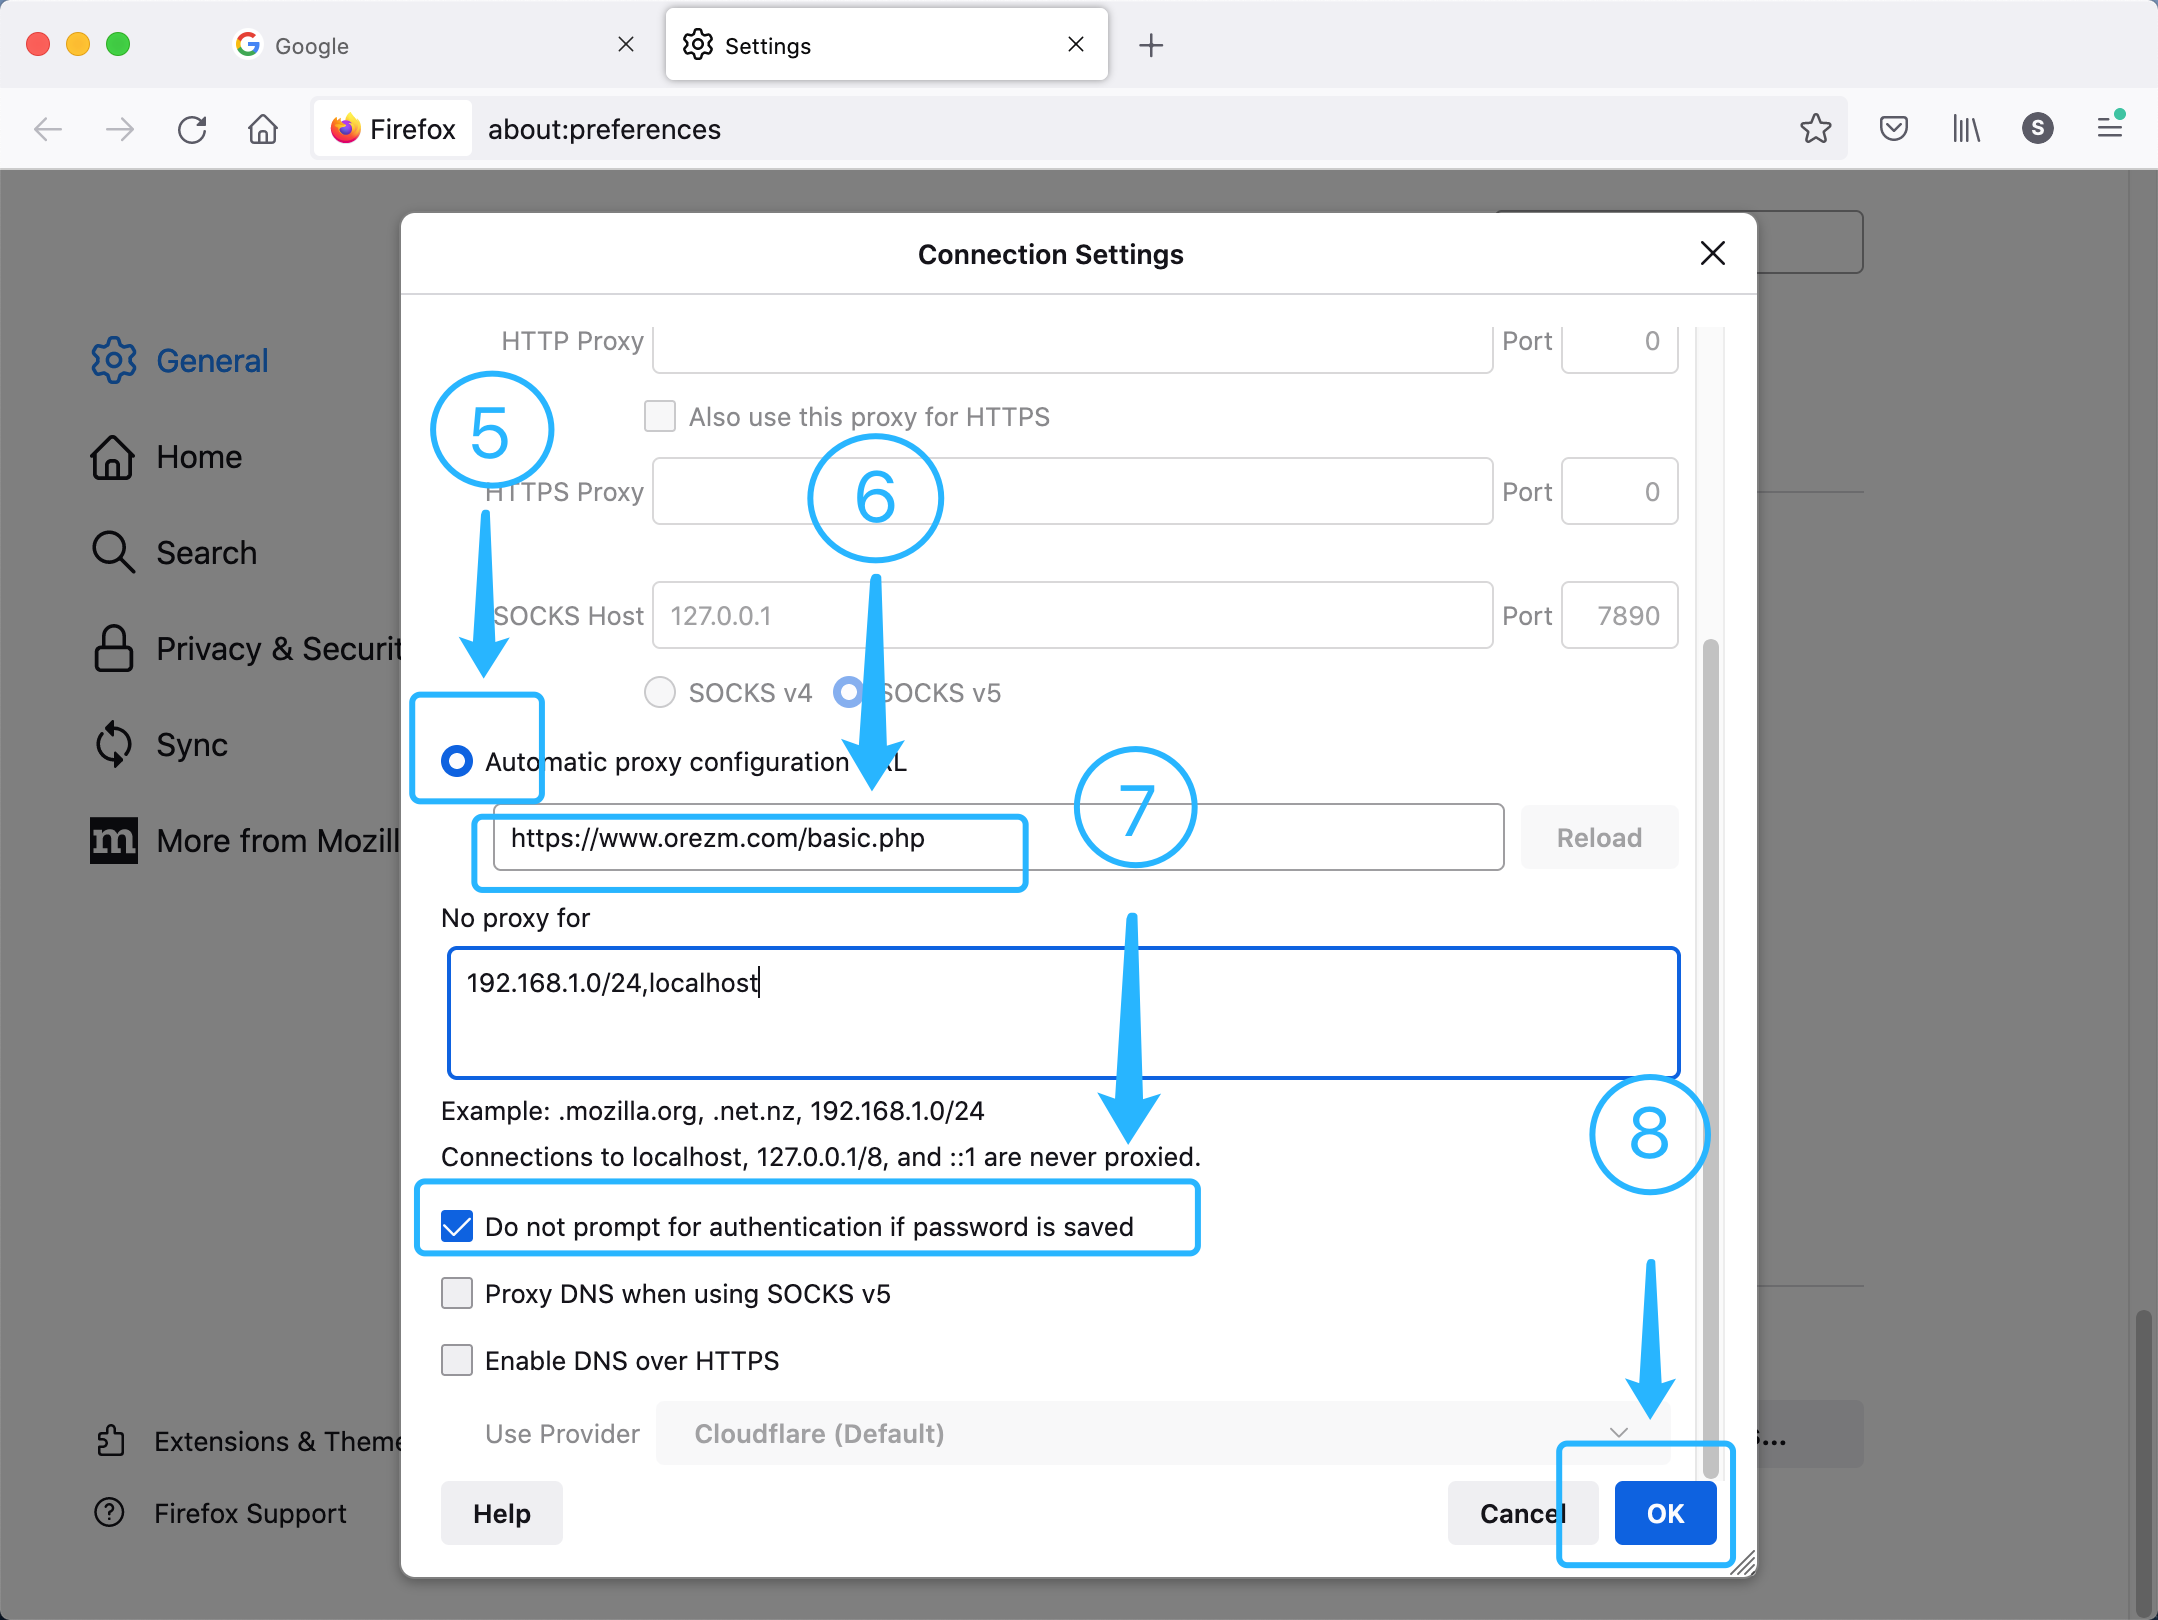 Google
Settings
Firefox about:preferences
S
Connection Settings
General
Home
Search
Privacy & Securit
Sync
m More from Mozill
Extensions & Theme
Firefox Support
HTTP Proxy Port 0
5
Also use this proxy for HTTPS
6
HTTPS Proxy Port 0
SOCKS Host 127.0.0.1 Port 7890
SOCKS v4 SOCKS v5
Automatic proxy configuration
7
https://www.orezm.com/basic.php Reload
No proxy for
192.168.1.0/24,localhost
Example: .mozilla.org, .net.nz, 192.168.1.0/24
8
Connections to localhost, 127.0.0.1/8, and ::1 are never proxied.
Do not prompt for authentication if password is saved
Proxy DNS when using SOCKS v5
Enable DNS over HTTPS
Use Provider Cloudflare (Default)
Help Cancel OK